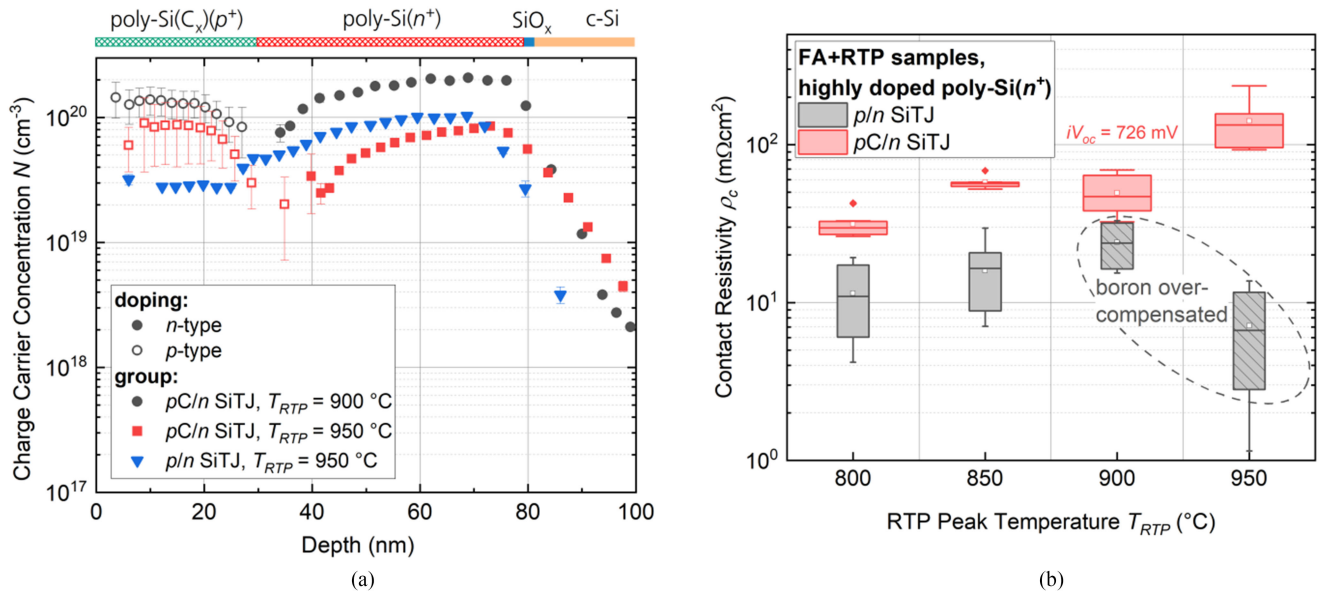 poly-Si(Cx)(p+) poly-Si(n+) SiOx c-Si
Charge Carrier Concentration N (cm-3)
10^20
10^19
10^18
10^17
doping:
n-type
p-type
group:
pC/n SiTJ, TRTP = 900 °C
pC/n SiTJ, TRTP = 950 °C
p/n SiTJ, TRTP = 950 °C
0 20 40 60 80 100
Depth (nm)
(a)
Contact Resistivity ρc (mΩcm²)
10^2
10^1
10^0
FA+RTP samples,
highly doped poly-Si(n+)
p/n SiTJ
pC/n SiTJ
iVoc = 726 mV
boron over-
compensated
800 850 900 950
RTP Peak Temperature TRTP (°C)
(b)